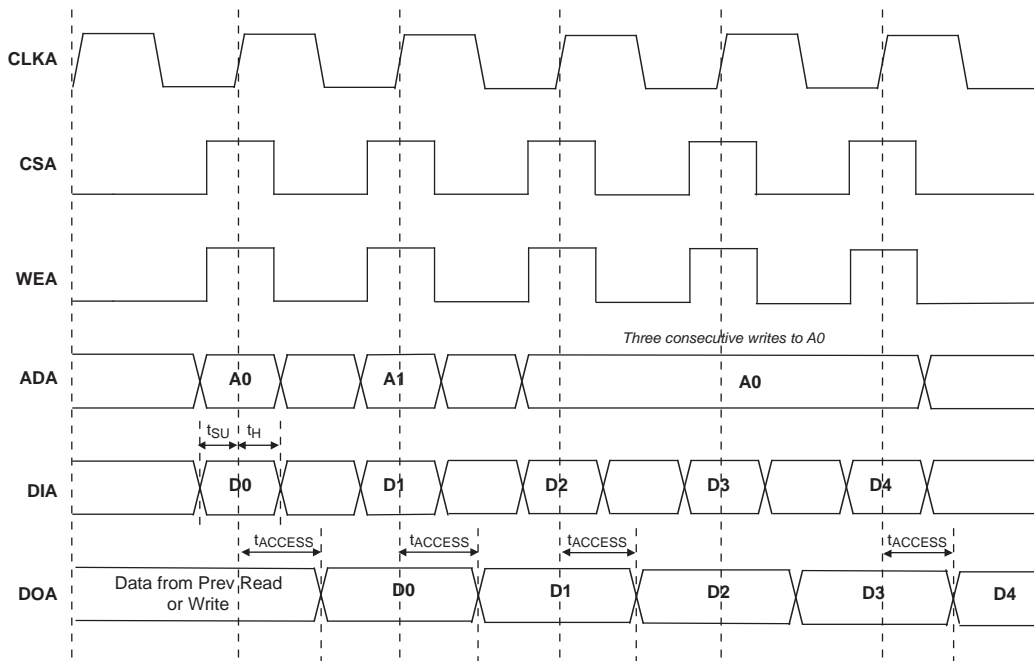 CLKA
CSA
WEA
Three consecutive writes to A0
ADA
A0
A1
A0
tSU
tH
DIA
D0
D1
D2
D3
D4
tACCESS
tACCESS
tACCESS
tACCESS
DOA
Data from Prev Read
or Write
D0
D1
D2
D3
D4